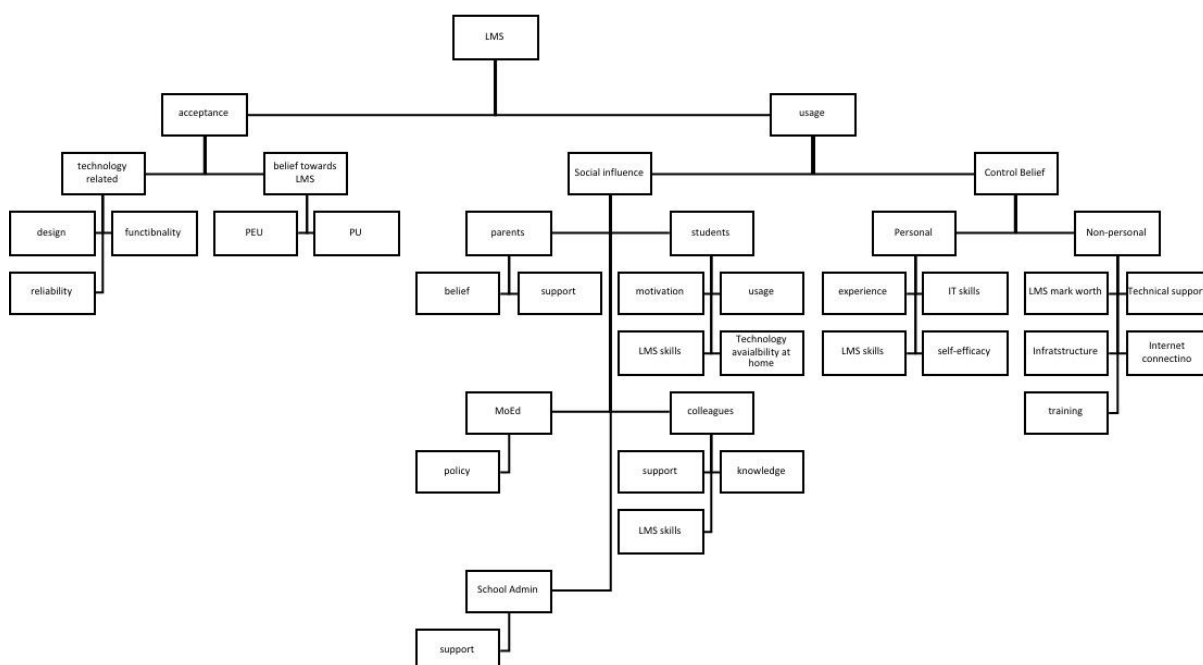 LMS
acceptance
usage
technology
related
belief towards
LMS
Social influence
Control Belief
design
functibnality
PEU
PU
parents
students
Personal
Non-personal
reliability
belief
support
motivation
usage
experience
IT skills
LMS mark worth
Technical support
LMS skills
Technology
avaialbility at
home
LMS skills
self-efficacy
Infratstructure
Internet
connectino
MoEd
colleagues
training
policy
support
knowledge
LMS skills
School Admin
support